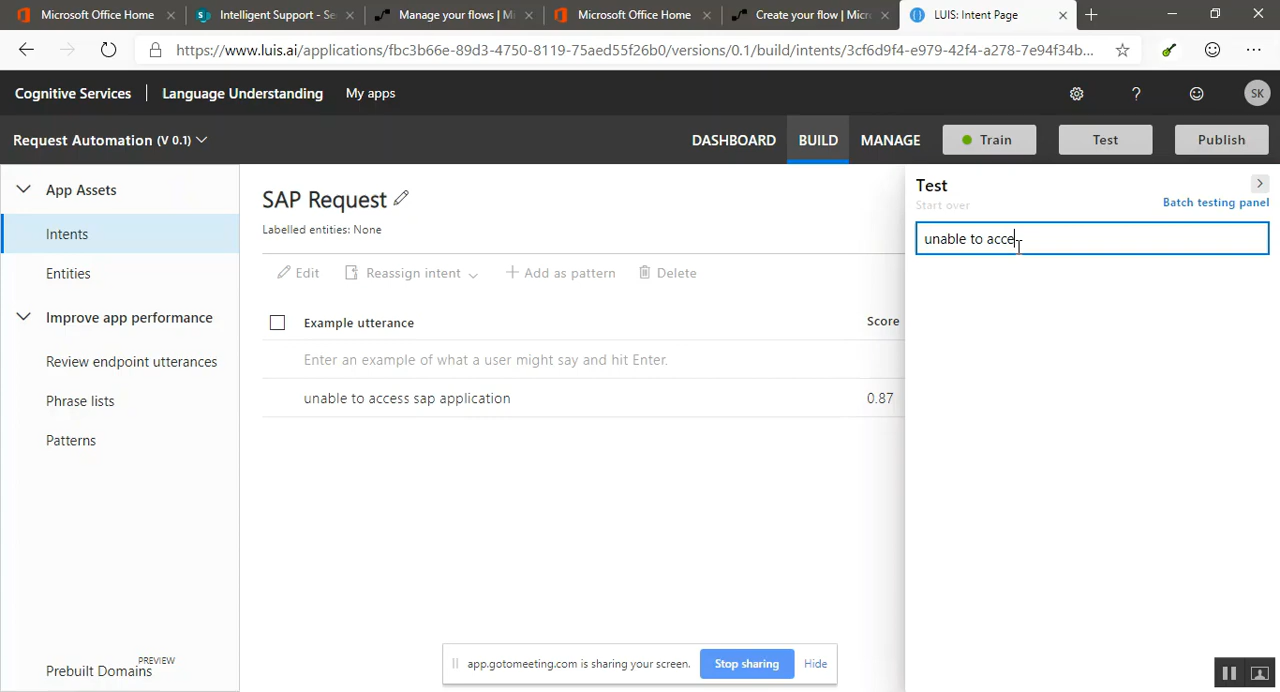 Microsoft Office Home
Intelligent Support - Se
Manage your flows | Mi
Microsoft Office Home
Create your flow | Micro
LUIS: Intent Page
https://www.luis.ai/applications/fbc3b66e-89d3-4750-8119-75aed55f26b0/versions/0.1/build/intents/3cf6d9f4-e979-42f4-a278-7e94f34b...
Cognitive Services
Language Understanding
My apps
SK
Request Automation (V 0.1)
DASHBOARD
BUILD
MANAGE
Train
Test
Publish
App Assets
Intents
Entities
Improve app performance
Review endpoint utterances
Phrase lists
Patterns
PREVIEW
Prebuilt Domains
SAP Request
Labelled entities: None
Edit
Reassign intent
Add as pattern
Delete
Example utterance
Score
Enter an example of what a user might say and hit Enter.
unable to access sap application
0.87
Test
Start over
Batch testing panel
unable to acce
app.gotomeeting.com is sharing your screen.
Stop sharing
Hide